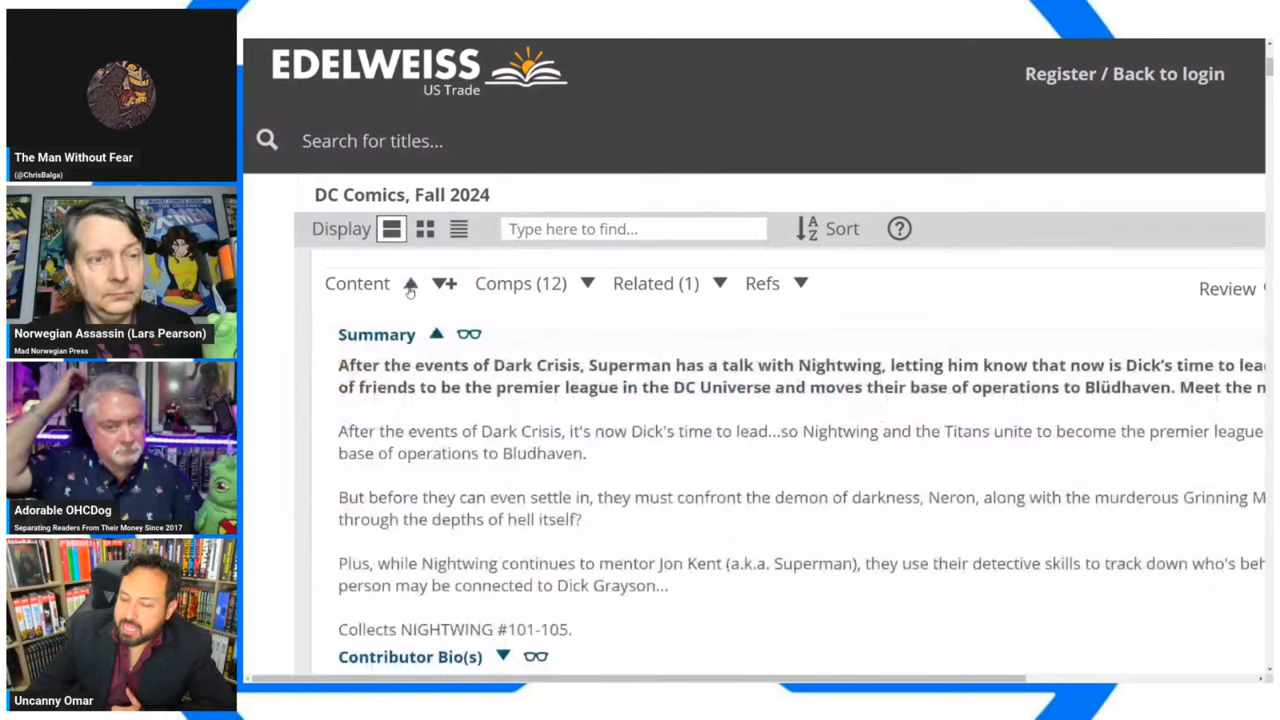 The Man Without Fear
(@ChrisBalga)
X-MEN
Norwegian Assassin (Lars Pearson)
Mad Norwegian Press
Adorable OHCDog
Separating Readers From Their Money Since 2017
Uncanny Omar
EDELWEISS
US Trade
Register / Back to login
Search for titles...
DC Comics, Fall 2024
Display
Type here to find...
A
Z
Sort
?
Content
Comps (12)
Related (1)
Refs
Review
Summary
After the events of Dark Crisis, Superman has a talk with Nightwing, letting him know that now is Dick's time to lea
of friends to be the premier league in the DC Universe and moves their base of operations to Blüdhaven. Meet the n
After the events of Dark Crisis, it's now Dick's time to lead...so Nightwing and the Titans unite to become the premier league
base of operations to Bludhaven.
But before they can even settle in, they must confront the demon of darkness, Neron, along with the murderous Grinning M
through the depths of hell itself?
Plus, while Nightwing continues to mentor Jon Kent (a.k.a. Superman), they use their detective skills to track down who's beh
person may be connected to Dick Grayson...
Collects NIGHTWING #101-105.
Contributor Bio(s)